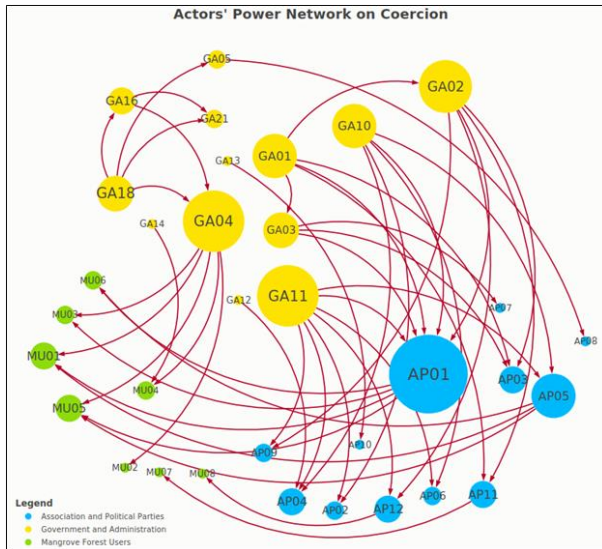 Actors' Power Network on Coercion
GA05
GA02
GA16
GA10
GA21
GA01
GA13
GA18
GA04
GA14
GA03
MU06
GA12
GA11
AP07
MU03
AP08
MU01
AP01
AP03
MU04
AP05
MU05
AP10
AP09
MU02
MU07
MU08
AP04
AP02
AP12
AP06
AP11
Legend
Association and Political Parties
Government and Administration
Mangrove Forest Users